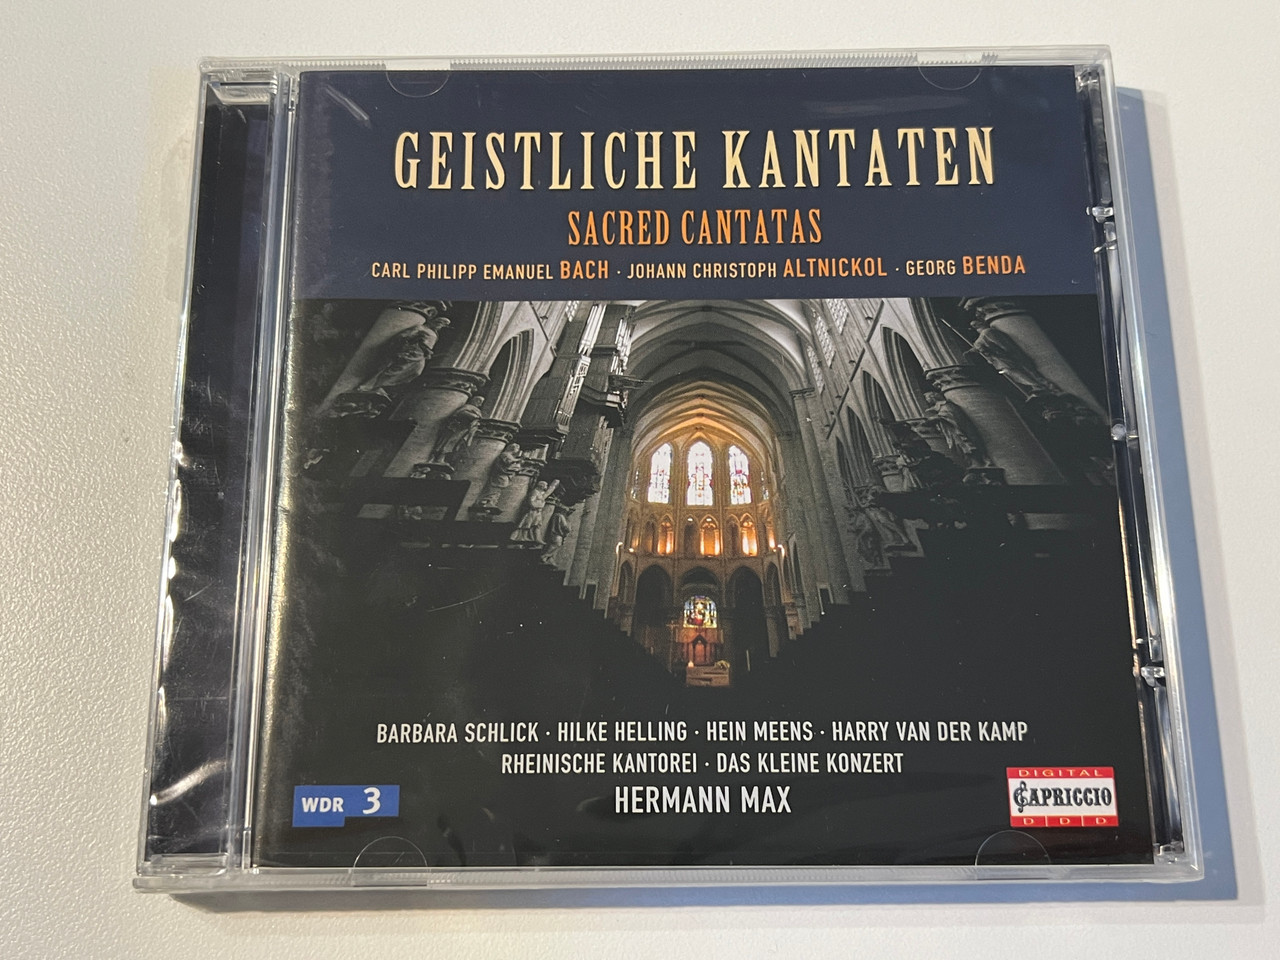 GEISTLICHE KANTATEN
SACRED CANTATAS
CARL PHILIPP EMANUEL BACH · JOHANN CHRISTOPH ALTNICKOL · GEORG BENDA
BARBARA SCHLICK · HILKE HELLING · HEIN MEENS · HARRY VAN DER KAMP
RHEINISCHE KANTOREI · DAS KLEINE KONZERT
HERMANN MAX
WDR 3
DIGITAL
CAPRICCIO
D D D